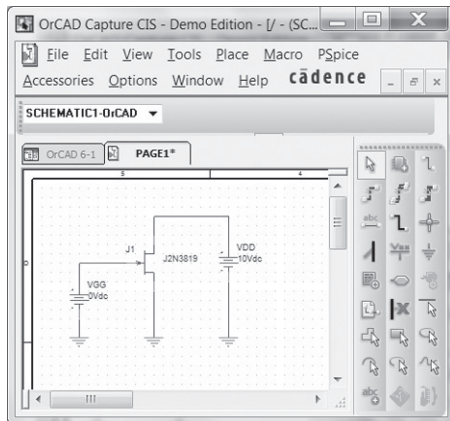 OrCAD Capture CIS - Demo Edition - [/ - (SC...
File Edit View Tools Place Macro PSpice
Accessories Options Window Help cādence
SCHEMATIC1-OrCAD
OrCAD 6-1 PAGE1*
5 4
J1
J2N3819
VDD
10Vdc
VGG
0Vdc
abc
abc